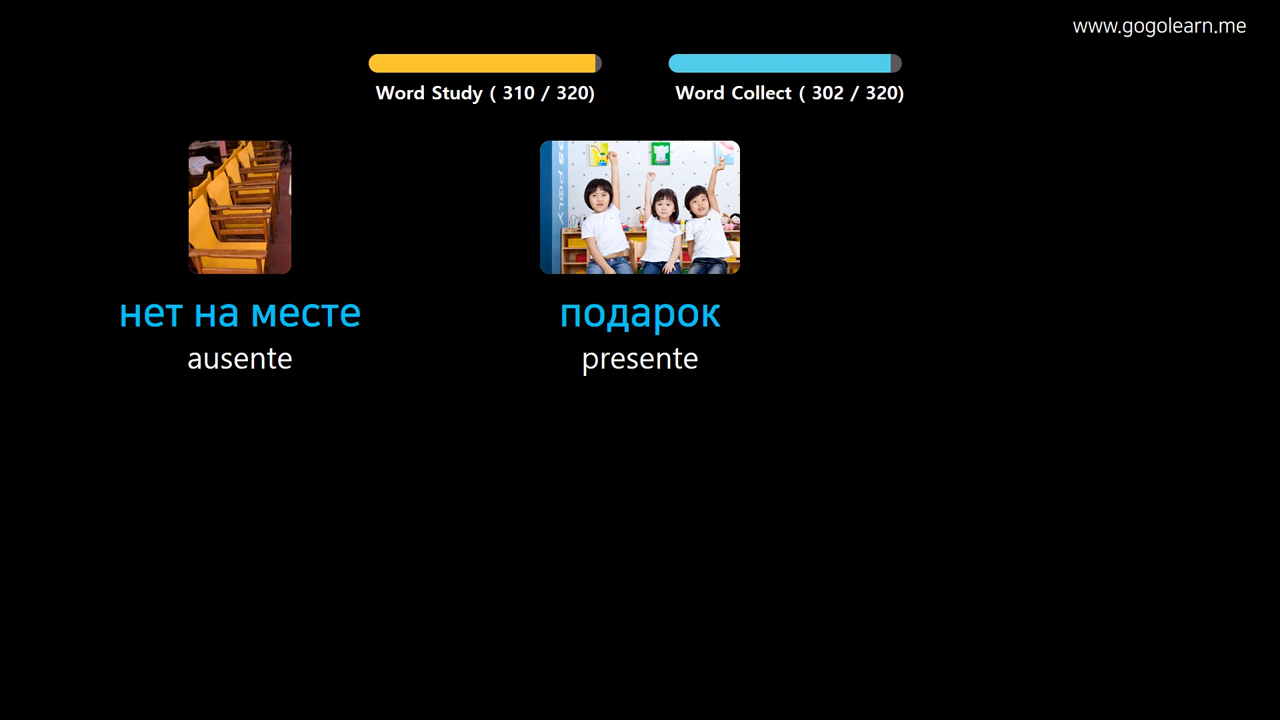 www.gogolearn.me
Word Study ( 310 / 320)
Word Collect ( 302 / 320)
нет на месте
подарок
ausente
presente